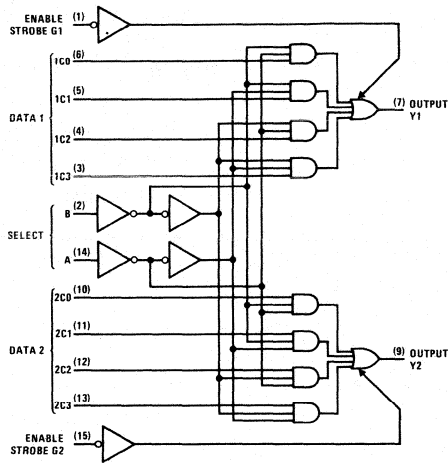 ENABLE (1)
STROBE G1
(6)
1C0
(5)
1C1
DATA 1
(4)
1C2
(3)
1C3
(7) OUTPUT
Y1
B (2)
SELECT
A (14)
(10)
2C0
(11)
2C1
DATA 2
(12)
2C2
(13)
2C3
(9) OUTPUT
Y2
ENABLE (15)
STROBE G2